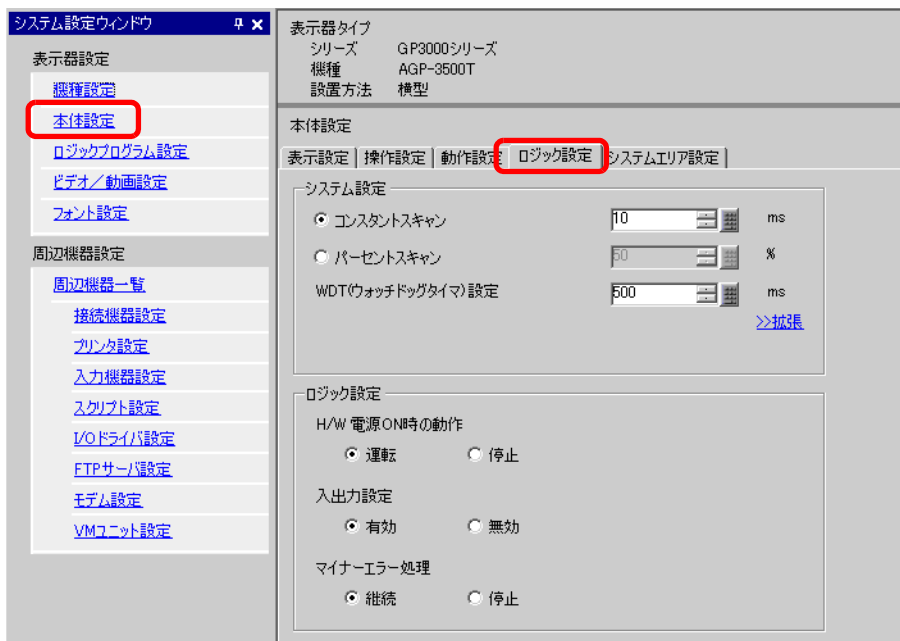 システム設定ウィンドウ
表示器設定
機種設定
本体設定
ロジックプログラム設定
ビデオ／動画設定
フォント設定
周辺機器設定
周辺機器一覧
接続機器設定
プリンタ設定
入力機器設定
スクリプト設定
I/Oドライバ設定
FTPサーバ設定
モデム設定
VMユニット設定
表示器タイプ
シリーズ GP3000シリーズ
機種 AGP-3500T
設置方法 横型
本体設定
表示設定 操作設定 動作設定 ロジック設定 システムエリア設定
システム設定
コンスタントスキャン 10 ms
パーセントスキャン 50 %
WDT(ウォッチドッグタイマ)設定 500 ms
>>拡張
ロジック設定
H/W 電源ON時の動作
運転 停止
入出力設定
有効 無効
マイナーエラー処理
継続 停止